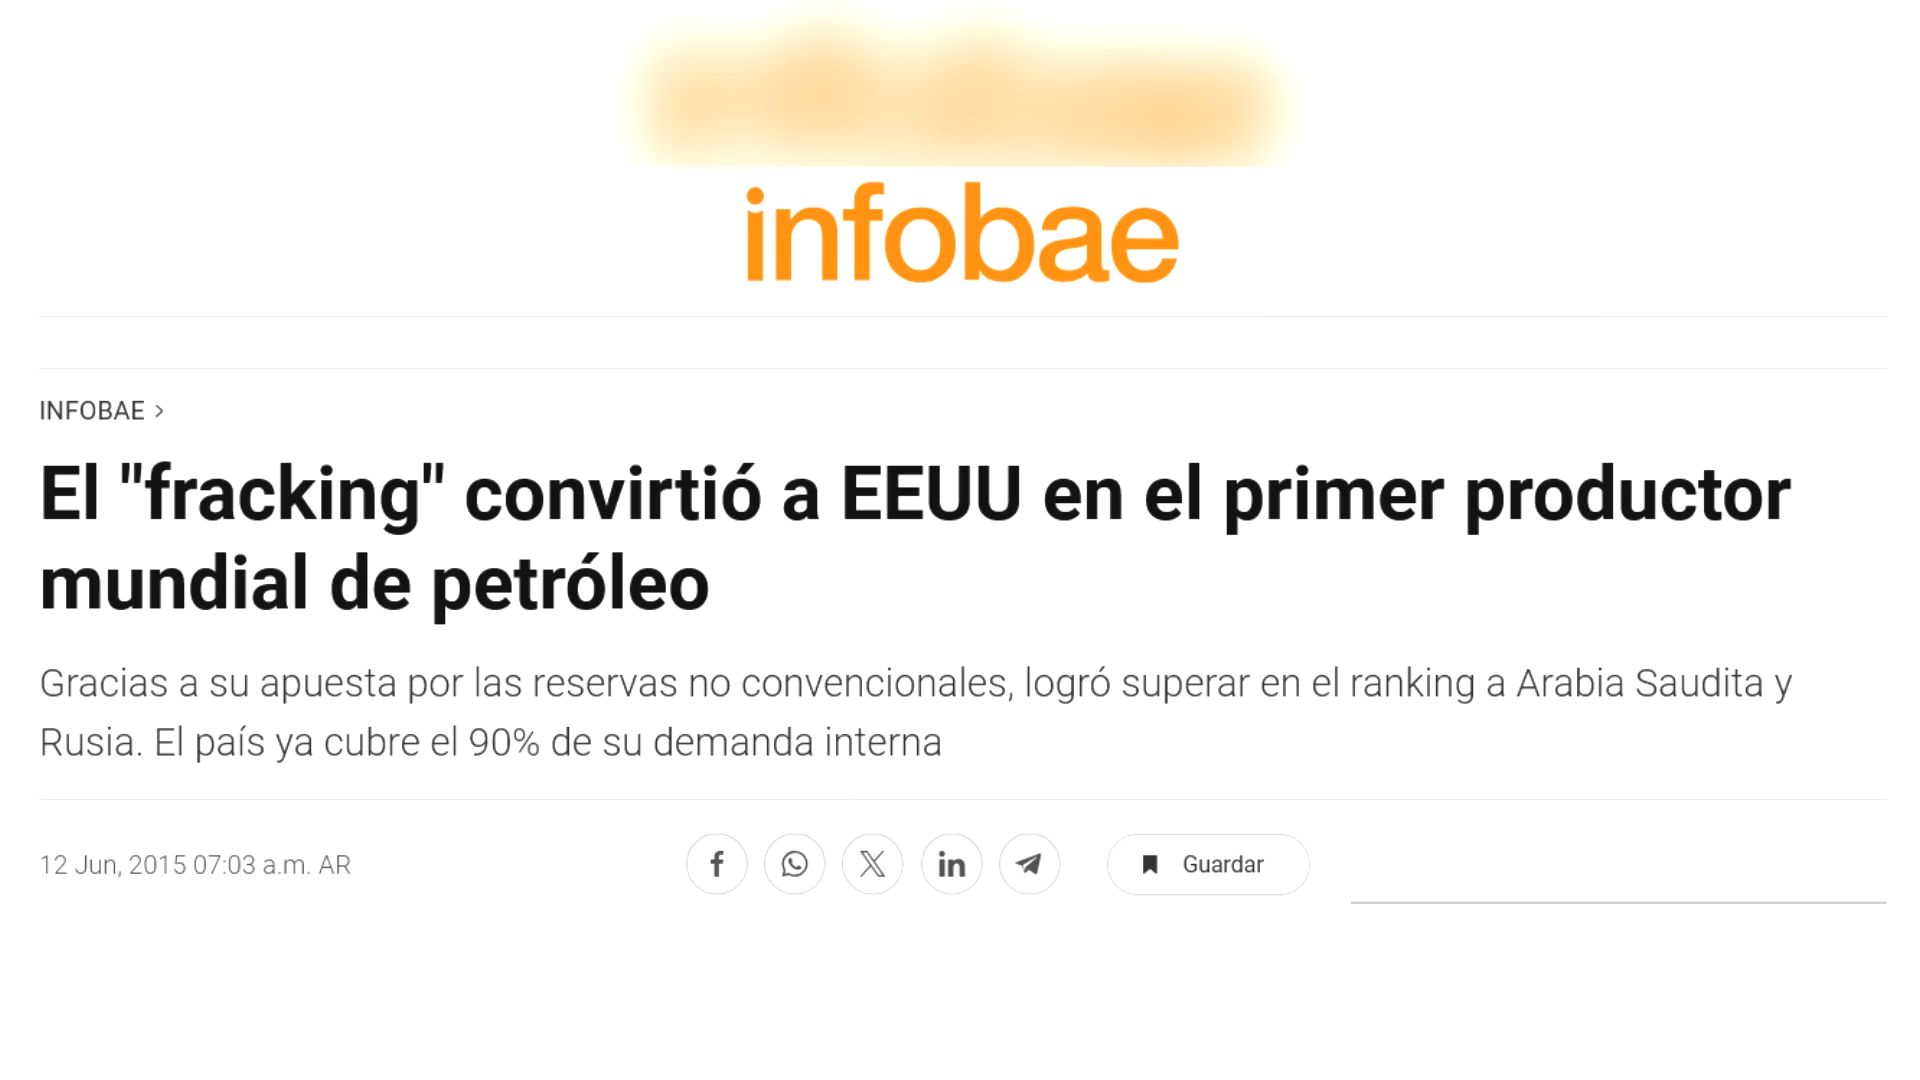 infobae
INFOBAE >
El "fracking" convirtió a EEUU en el primer productor
mundial de petróleo
Gracias a su apuesta por las reservas no convencionales, logró superar en el ranking a Arabia Saudita y
Rusia. El país ya cubre el 90% de su demanda interna
12 Jun, 2015 07:03 a.m. AR
Guardar